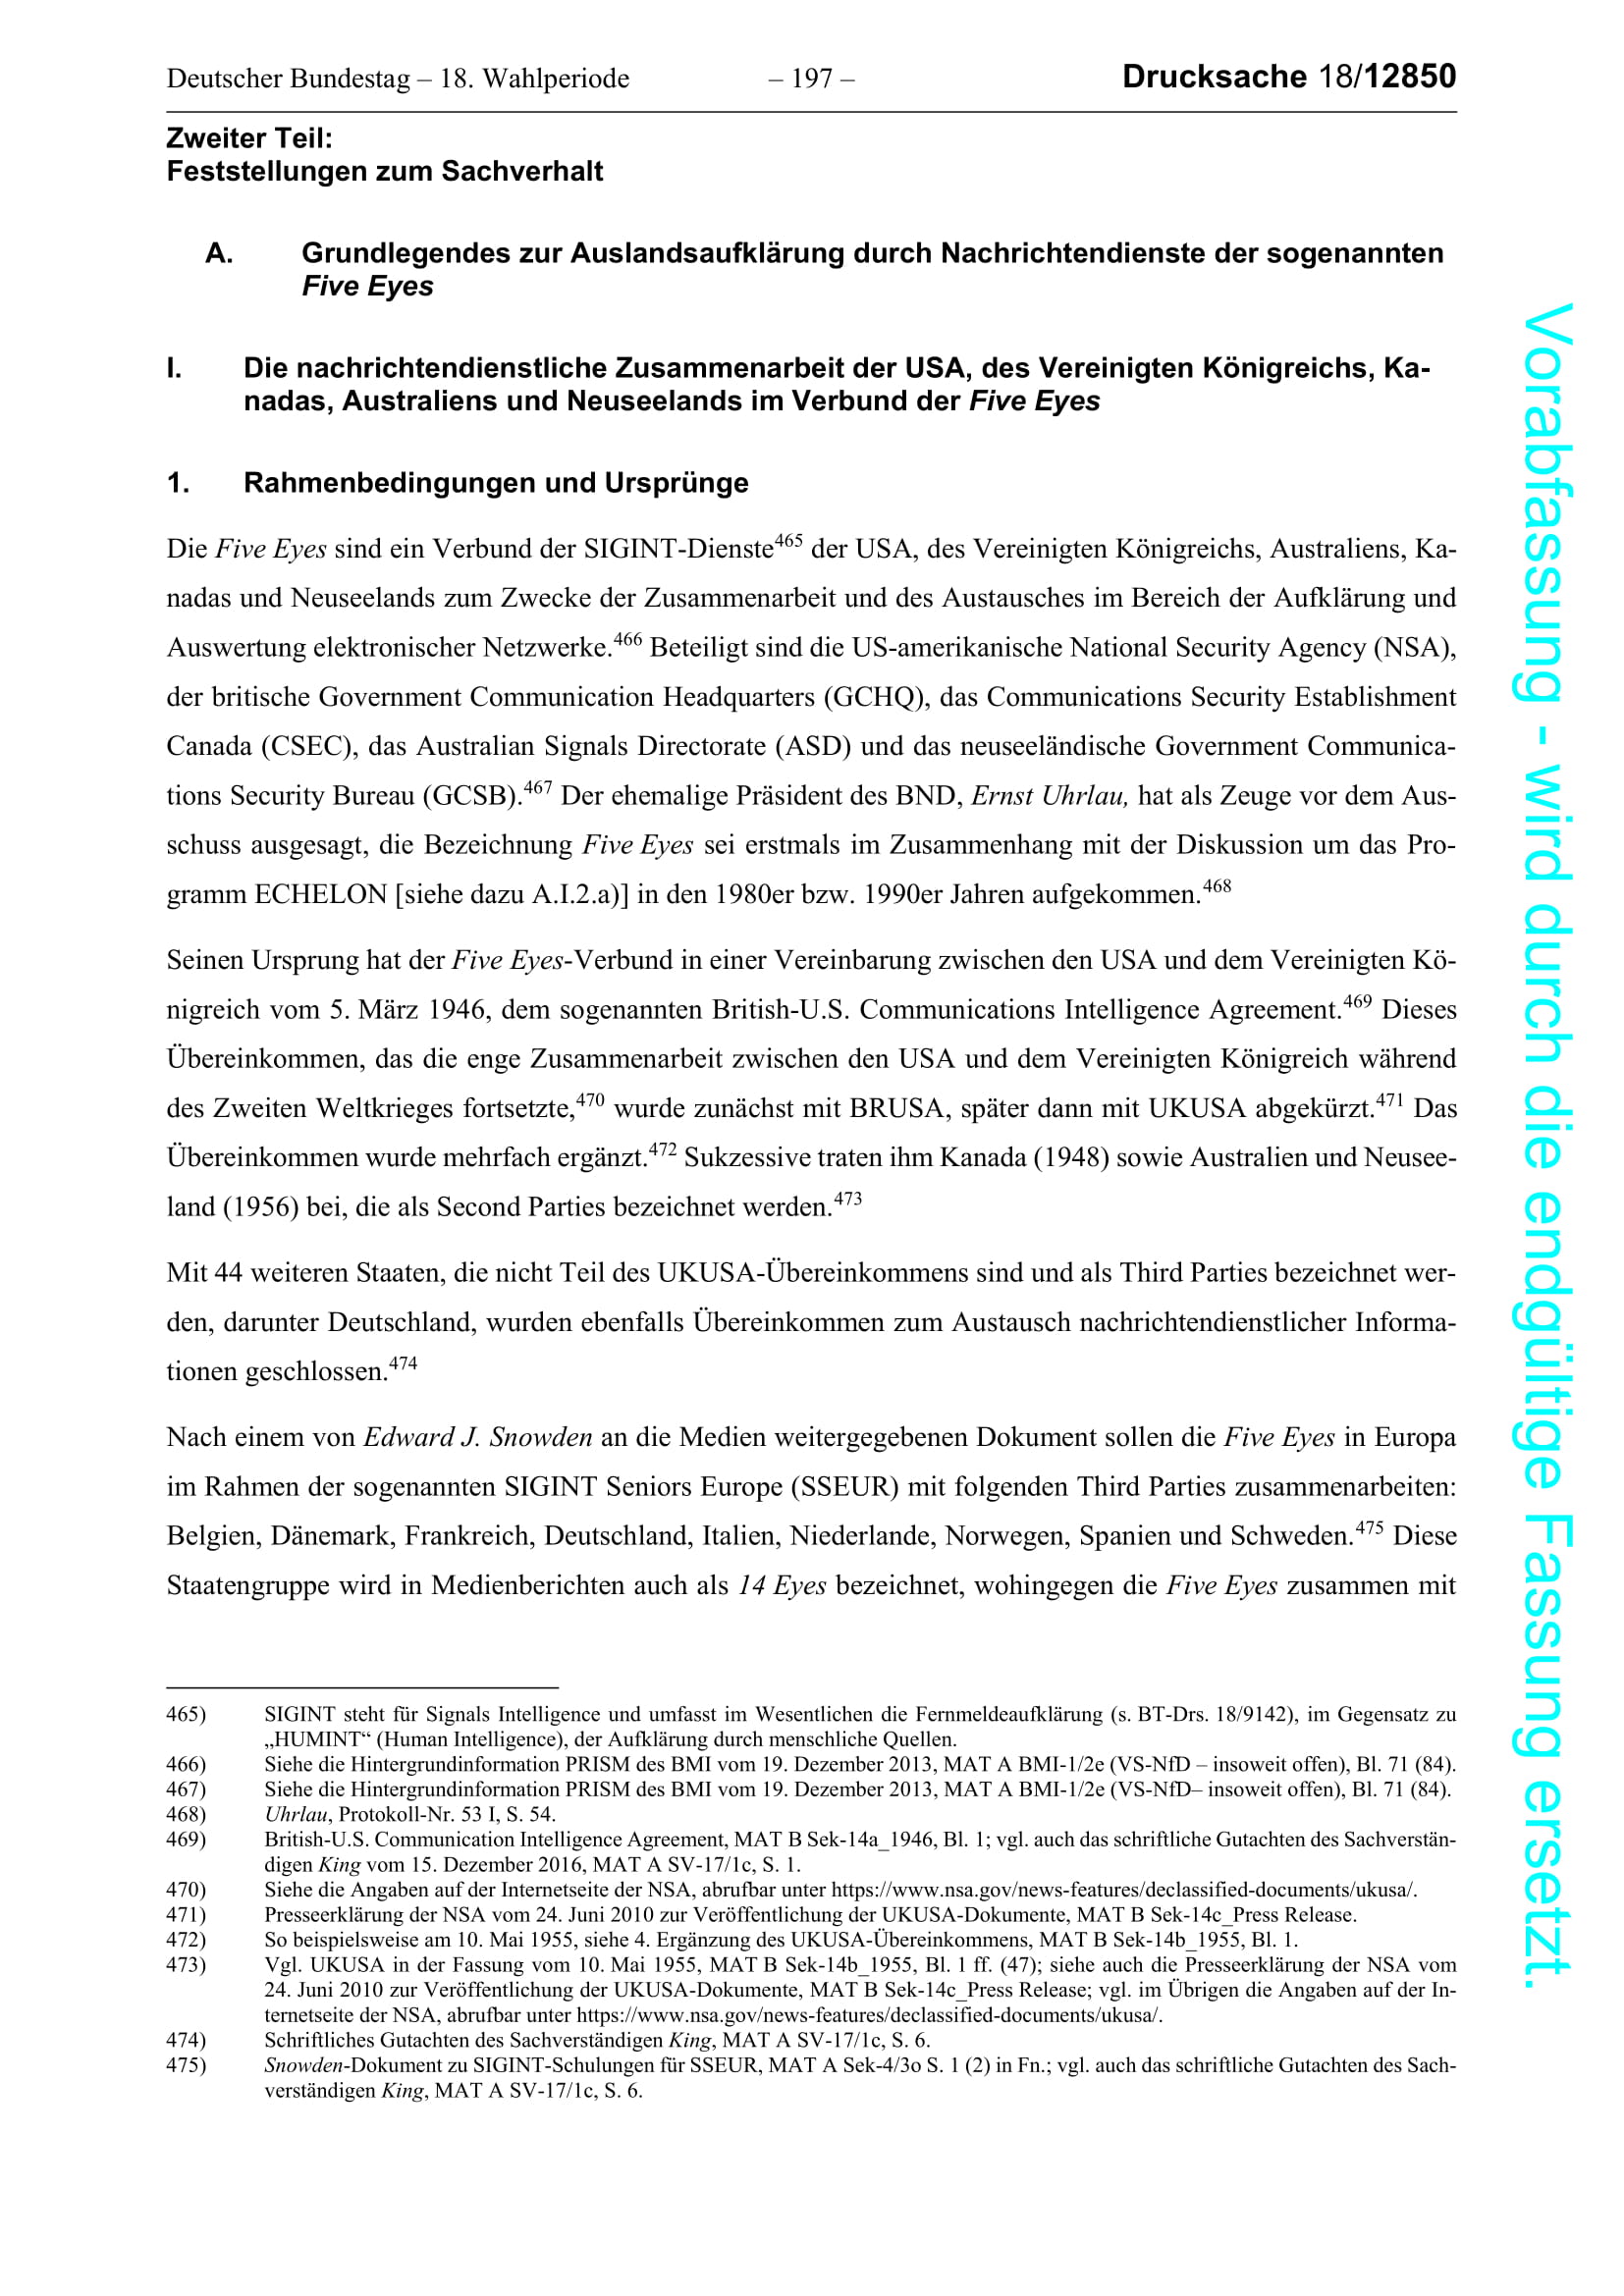 Deutscher Bundestag – 18. Wahlperiode – 197 – Drucksache 18/12850
Zweiter Teil:
Feststellungen zum Sachverhalt
A. Grundlegendes zur Auslandsaufklärung durch Nachrichtendienste der sogenannten
Five Eyes
I. Die nachrichtendienstliche Zusammenarbeit der USA, des Vereinigten Königreichs, Ka-
nadas, Australiens und Neuseelands im Verbund der Five Eyes
1. Rahmenbedingungen und Ursprünge
Die Five Eyes sind ein Verbund der SIGINT-Dienste465 der USA, des Vereinigten Königreichs, Australiens, Ka-
nadas und Neuseelands zum Zwecke der Zusammenarbeit und des Austausches im Bereich der Aufklärung und
Auswertung elektronischer Netzwerke.466 Beteiligt sind die US-amerikanische National Security Agency (NSA),
der britische Government Communication Headquarters (GCHQ), das Communications Security Establishment
Canada (CSEC), das Australian Signals Directorate (ASD) und das neuseeländische Government Communica-
tions Security Bureau (GCSB).467 Der ehemalige Präsident des BND, Ernst Uhrlau, hat als Zeuge vor dem Aus-
schuss ausgesagt, die Bezeichnung Five Eyes sei erstmals im Zusammenhang mit der Diskussion um das Pro-
gramm ECHELON [siehe dazu A.I.2.a)] in den 1980er bzw. 1990er Jahren aufgekommen.468
Seinen Ursprung hat der Five Eyes-Verbund in einer Vereinbarung zwischen den USA und dem Vereinigten Kö-
nigreich vom 5. März 1946, dem sogenannten British-U.S. Communications Intelligence Agreement.469 Dieses
Übereinkommen, das die enge Zusammenarbeit zwischen den USA und dem Vereinigten Königreich während
des Zweiten Weltkrieges fortsetzte,470 wurde zunächst mit BRUSA, später dann mit UKUSA abgekürzt.471 Das
Übereinkommen wurde mehrfach ergänzt.472 Sukzessive traten ihm Kanada (1948) sowie Australien und Neusee-
land (1956) bei, die als Second Parties bezeichnet werden.473
Mit 44 weiteren Staaten, die nicht Teil des UKUSA-Übereinkommens sind und als Third Parties bezeichnet wer-
den, darunter Deutschland, wurden ebenfalls Übereinkommen zum Austausch nachrichtendienstlicher Informa-
tionen geschlossen.474
Nach einem von Edward J. Snowden an die Medien weitergegebenen Dokument sollen die Five Eyes in Europa
im Rahmen der sogenannten SIGINT Seniors Europe (SSEUR) mit folgenden Third Parties zusammenarbeiten:
Belgien, Dänemark, Frankreich, Deutschland, Italien, Niederlande, Norwegen, Spanien und Schweden.475 Diese
Staatengruppe wird in Medienberichten auch als 14 Eyes bezeichnet, wohingegen die Five Eyes zusammen mit
465) SIGINT steht für Signals Intelligence und umfasst im Wesentlichen die Fernmeldeaufklärung (s. BT-Drs. 18/9142), im Gegensatz zu
„HUMINT“ (Human Intelligence), der Aufklärung durch menschliche Quellen.
466) Siehe die Hintergrundinformation PRISM des BMI vom 19. Dezember 2013, MAT A BMI-1/2e (VS-NfD – insoweit offen), Bl. 71 (84).
467) Siehe die Hintergrundinformation PRISM des BMI vom 19. Dezember 2013, MAT A BMI-1/2e (VS-NfD– insoweit offen), Bl. 71 (84).
468) Uhrlau, Protokoll-Nr. 53 I, S. 54.
469) British-U.S. Communication Intelligence Agreement, MAT B Sek-14a_1946, Bl. 1; vgl. auch das schriftliche Gutachten des Sachverstän-
digen King vom 15. Dezember 2016, MAT A SV-17/1c, S. 1.
470) Siehe die Angaben auf der Internetseite der NSA, abrufbar unter https://www.nsa.gov/news-features/declassified-documents/ukusa/.
471) Presseerklärung der NSA vom 24. Juni 2010 zur Veröffentlichung der UKUSA-Dokumente, MAT B Sek-14c_Press Release.
472) So beispielsweise am 10. Mai 1955, siehe 4. Ergänzung des UKUSA-Übereinkommens, MAT B Sek-14b_1955, Bl. 1.
473) Vgl. UKUSA in der Fassung vom 10. Mai 1955, MAT B Sek-14b_1955, Bl. 1 ff. (47); siehe auch die Presseerklärung der NSA vom
24. Juni 2010 zur Veröffentlichung der UKUSA-Dokumente, MAT B Sek-14c_Press Release; vgl. im Übrigen die Angaben auf der In-
ternetseite der NSA, abrufbar unter https://www.nsa.gov/news-features/declassified-documents/ukusa/.
474) Schriftliches Gutachten des Sachverständigen King, MAT A SV-17/1c, S. 6.
475) Snowden-Dokument zu SIGINT-Schulungen für SSEUR, MAT A Sek-4/3o S. 1 (2) in Fn.; vgl. auch das schriftliche Gutachten des Sach-
verständigen King, MAT A SV-17/1c, S. 6.
Vorabfassung - wird durch die endgültige Fassung ersetzt.